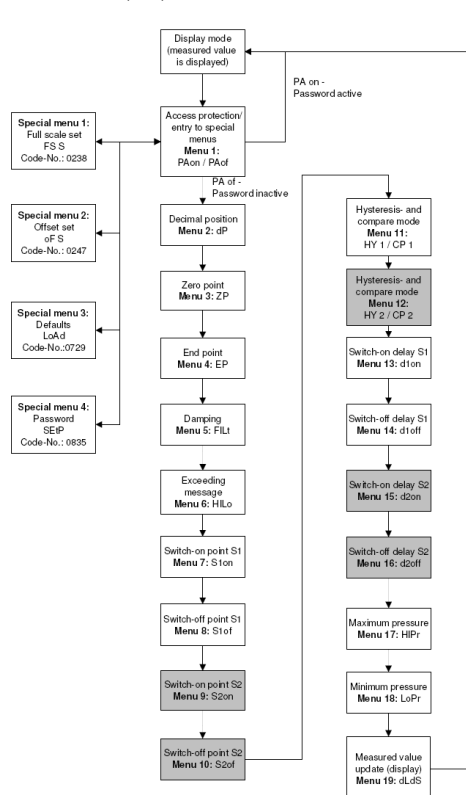 Display mode
(measured value
is displayed)
PA on -
Password active
Access protection/
entry to special
menus
Menu 1:
PAon / PAof
PA of -
Password inactive
Special menu 1:
Full scale set
FS S
Code-No.: 0238
Special menu 2:
Offset set
oF S
Code-No.: 0247
Special menu 3:
Defaults
LoAd
Code-No.:0729
Special menu 4:
Password
SEtP
Code-No.: 0835
Decimal position
Menu 2: dP
Zero point
Menu 3: ZP
End point
Menu 4: EP
Damping
Menu 5: FILt
Exceeding
message
Menu 6: HILo
Switch-on point S1
Menu 7: S1on
Switch-off point S1
Menu 8: S1of
Switch-on point S2
Menu 9: S2on
Switch-off point S2
Menu 10: S2of
Hysteresis- and
compare mode
Menu 11:
HY 1 / CP 1
Hysteresis- and
compare mode
Menu 12:
HY 2 / CP 2
Switch-on delay S1
Menu 13: d1on
Switch-off delay S1
Menu 14: d1off
Switch-on delay S2
Menu 15: d2on
Switch-off delay S2
Menu 16: d2off
Maximum pressure
Menu 17: HIPr
Minimum pressure
Menu 18: LoPr
Measured value
update (display)
Menu 19: dLdS